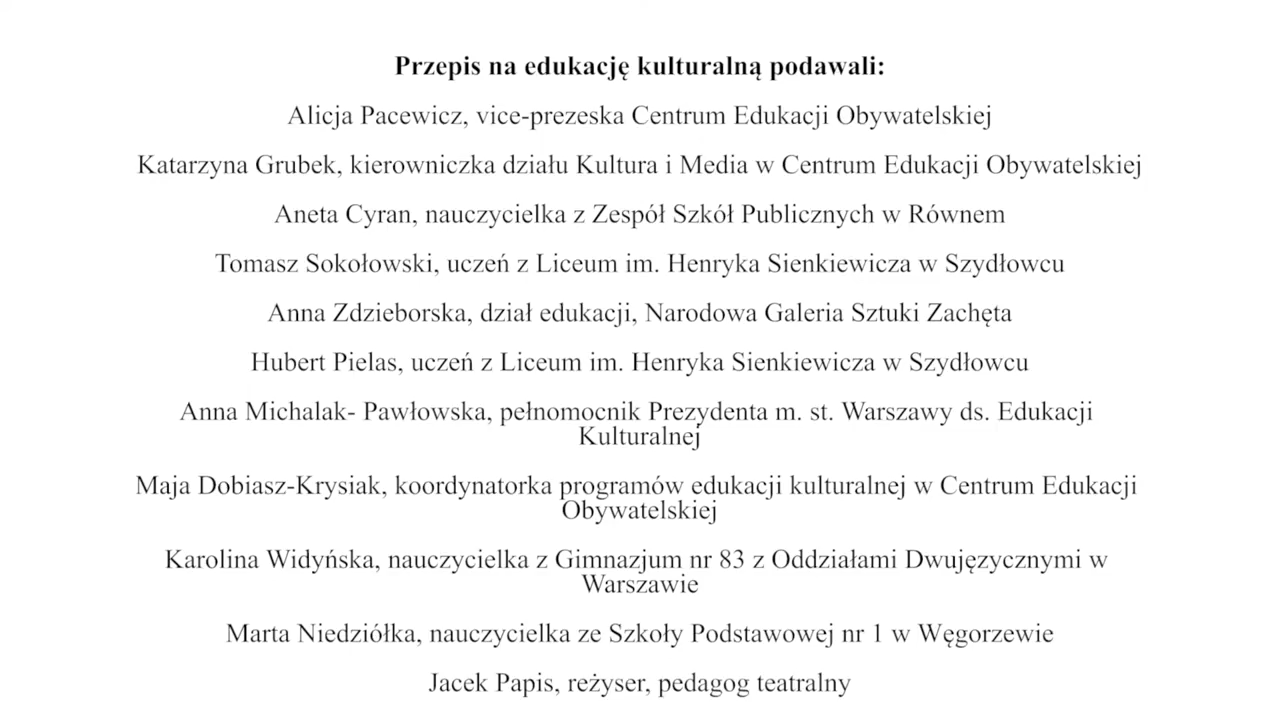 Przepis na edukację kulturalną podawali:
Alicja Pacewicz, vice-prezeska Centrum Edukacji Obywatelskiej
Katarzyna Grubek, kierowniczka działu Kultura i Media w Centrum Edukacji Obywatelskiej
Aneta Cyran, nauczycielka z Zespół Szkół Publicznych w Równem
Tomasz Sokołowski, uczeń z Liceum im. Henryka Sienkiewicza w Szydłowcu
Anna Zdzieborska, dział edukacji, Narodowa Galeria Sztuki Zachęta
Hubert Pielas, uczeń z Liceum im. Henryka Sienkiewicza w Szydłowcu
Anna Michalak- Pawłowska, pełnomocnik Prezydenta m. st. Warszawy ds. Edukacji
Kulturalnej
Maja Dobiasz-Krysiak, koordynatorka programów edukacji kulturalnej w Centrum Edukacji
Obywatelskiej
Karolina Widyńska, nauczycielka z Gimnazjum nr 83 z Oddziałami Dwujęzycznymi w
Warszawie
Marta Niedziółka, nauczycielka ze Szkoły Podstawowej nr 1 w Węgorzewie
Jacek Papis, reżyser, pedagog teatralny